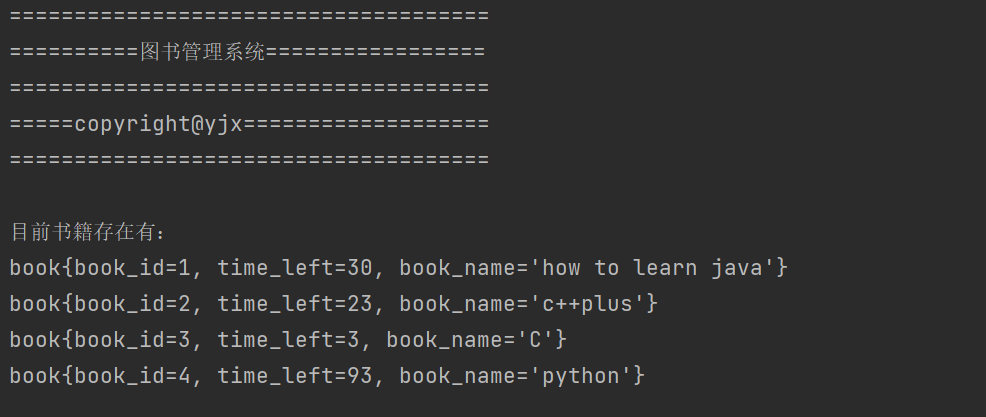 =====================================
==========图书管理系统=================
=====================================
=====copyright@yjx===================
=====================================
目前书籍存在有:
book{book_id=1, time_left=30, book_name='how to learn java'}
book{book_id=2, time_left=23, book_name='c++plus'}
book{book_id=3, time_left=3, book_name='C'}
book{book_id=4, time_left=93, book_name='python'}